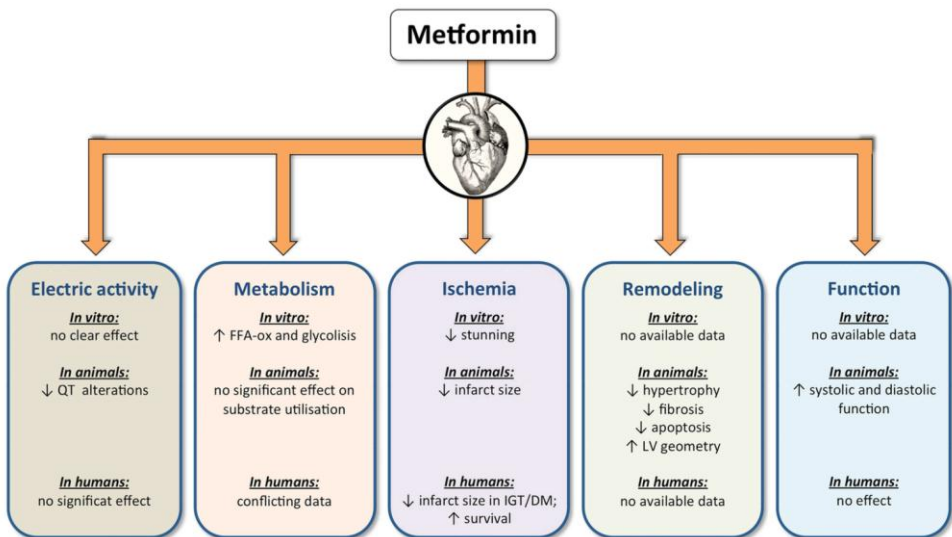 Metformin
Electric activity
In vitro:
no clear effect
In animals:
↓ QT alterations
In humans:
no significat effect
Metabolism
In vitro:
↑ FFA-ox and glycolisis
In animals:
no significant effect on
substrate utilisation
In humans:
conflicting data
Ischemia
In vitro:
↓ stunning
In animals:
↓ infarct size
In humans:
↓ infarct size in IGT/DM;
↑ survival
Remodeling
In vitro:
no available data
In animals:
↓ hypertrophy
↓ fibrosis
↓ apoptosis
↑ LV geometry
In humans:
no available data
Function
In vitro:
no available data
In animals:
↑ systolic and diastolic
function
In humans:
no effect